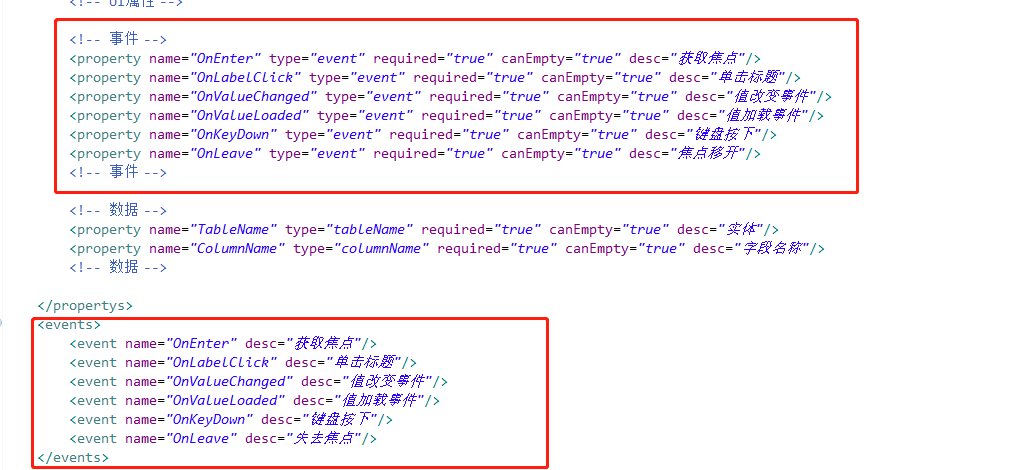 <!-- UI属性 -->
<!-- 事件 -->
<property name="OnEnter" type="event" required="true" canEmpty="true" desc="获取焦点"/>
<property name="OnLabelClick" type="event" required="true" canEmpty="true" desc="单击标题"/>
<property name="OnValueChanged" type="event" required="true" canEmpty="true" desc="值改变事件"/>
<property name="OnValueLoaded" type="event" required="true" canEmpty="true" desc="值加载事件"/>
<property name="OnKeyDown" type="event" required="true" canEmpty="true" desc="键盘按下"/>
<property name="OnLeave" type="event" required="true" canEmpty="true" desc="焦点移开"/>
<!-- 事件 -->
<!-- 数据 -->
<property name="TableName" type="tableName" required="true" canEmpty="true" desc="实体"/>
<property name="ColumnName" type="columnName" required="true" canEmpty="true" desc="字段名称"/>
<!-- 数据 -->
</propertys>
<events>
<event name="OnEnter" desc="获取焦点"/>
<event name="OnLabelClick" desc="单击标题"/>
<event name="OnValueChanged" desc="值改变事件"/>
<event name="OnValueLoaded" desc="值加载事件"/>
<event name="OnKeyDown" desc="键盘按下"/>
<event name="OnLeave" desc="失去焦点"/>
</events>